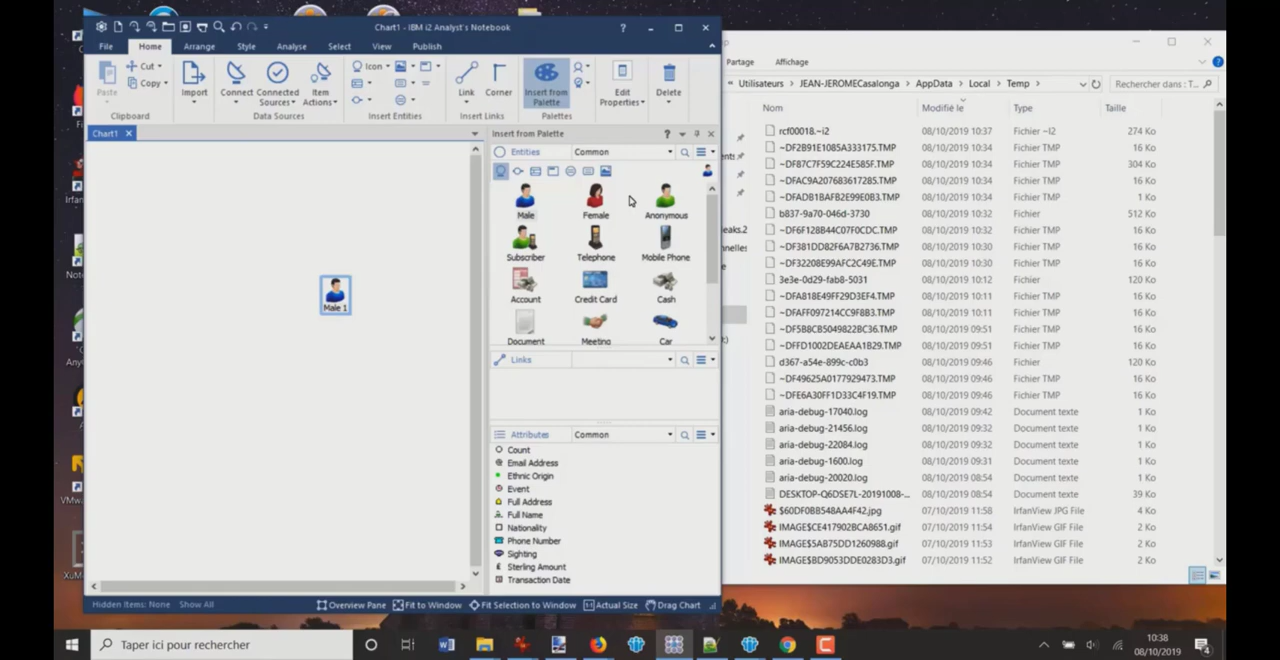 Chart1 - IBM i2 Analyst's Notebook
File Home Arrange Style Analyse Select View Publish
Paste Cut Copy Import Connect Connected Sources Item Actions Icon Link Corner Insert from Palette Edit Properties Delete
Clipboard Data Sources Insert Entities Insert Links Palettes
Chart1
Male 1
Insert from Palette
Entities Common
Male Female Anonymous
Subscriber Telephone Mobile Phone
Account Credit Card Cash
Document Meeting Car
Links
Attributes Common
Count
Email Address
Ethnic Origin
Event
Full Address
Full Name
Nationality
Phone Number
Sighting
Sterling Amount
Transaction Date
Hidden Items: None Show All Overview Pane Fit to Window Fit Selection to Window Actual Size Drag Chart
Partage Affichage
« Utilisateurs > JEAN-JEROMECasalonga > AppData > Local > Temp >
Rechercher dans : T...
Nom Modifié le Type Taille
rcf00018.~i2 08/10/2019 10:37 Fichier ~I2 274 Ko
~DF2B91E1085A333175.TMP 08/10/2019 10:34 Fichier TMP 16 Ko
~DF87C7F59C224E585F.TMP 08/10/2019 10:34 Fichier TMP 304 Ko
~DFAC9A207683617285.TMP 08/10/2019 10:34 Fichier TMP 16 Ko
~DFADB1BAFB2E99E0B3.TMP 08/10/2019 10:34 Fichier TMP 1 Ko
b837-9a70-046d-3730 08/10/2019 10:32 Fichier 512 Ko
~DF6F128B44C07F0CDC.TMP 08/10/2019 10:32 Fichier TMP 16 Ko
~DF381DD82F6A7B2736.TMP 08/10/2019 10:30 Fichier TMP 16 Ko
~DF32208E99AFC2C49E.TMP 08/10/2019 10:30 Fichier TMP 16 Ko
3e3e-0d29-fab8-5031 08/10/2019 10:12 Fichier 120 Ko
~DFA818E49FF29D3EF4.TMP 08/10/2019 10:11 Fichier TMP 16 Ko
~DFAFF097214CC9F8B3.TMP 08/10/2019 10:11 Fichier TMP 16 Ko
~DF5B8CB5049822BC36.TMP 08/10/2019 09:51 Fichier TMP 16 Ko
~DFFD1002DEAEAA1B29.TMP 08/10/2019 09:51 Fichier TMP 16 Ko
d367-a54e-899c-c0b3 08/10/2019 09:46 Fichier 120 Ko
~DF49625A0177929473.TMP 08/10/2019 09:46 Fichier TMP 16 Ko
~DFE6A30FF1D33C4F19.TMP 08/10/2019 09:46 Fichier TMP 16 Ko
aria-debug-17040.log 08/10/2019 09:42 Document texte 1 Ko
aria-debug-21456.log 08/10/2019 09:32 Document texte 1 Ko
aria-debug-22084.log 08/10/2019 09:32 Document texte 1 Ko
aria-debug-1600.log 08/10/2019 09:31 Document texte 1 Ko
aria-debug-20020.log 08/10/2019 08:54 Document texte 1 Ko
DESKTOP-Q6DSE7L-20191008-... 08/10/2019 08:54 Document texte 39 Ko
$60DF0BB548AA4F42.jpg 07/10/2019 11:58 IrfanView JPG File 4 Ko
IMAGE$CE417902BCA8651.gif 07/10/2019 11:54 IrfanView GIF File 2 Ko
IMAGE$5AB75DD1260988.gif 07/10/2019 11:53 IrfanView GIF File 2 Ko
IMAGE$BD9053DDE0283D3.gif 07/10/2019 11:52 IrfanView GIF File 2 Ko
Taper ici pour rechercher
10:38
08/10/2019